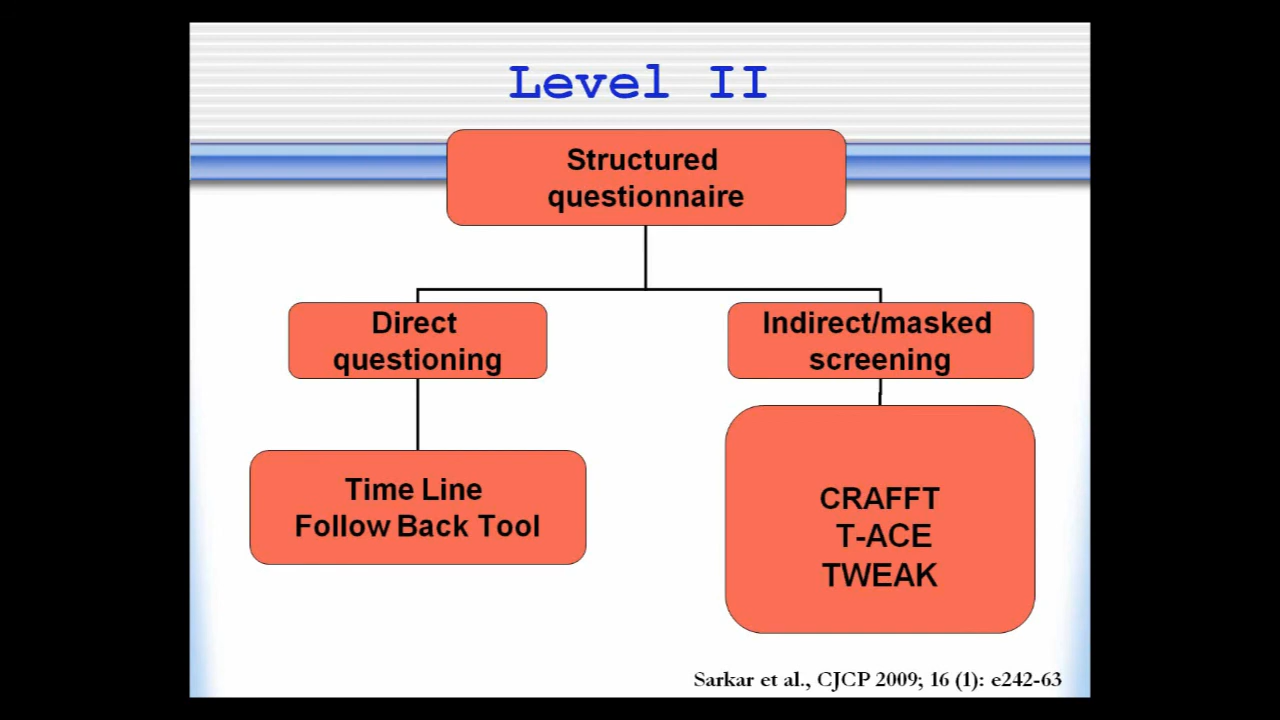 Level II
Structured
questionnaire
Direct
questioning
Indirect/masked
screening
Time Line
Follow Back Tool
CRAFFT
T-ACE
TWEAK
Sarkar et al., CJCP 2009; 16 (1): e242-63